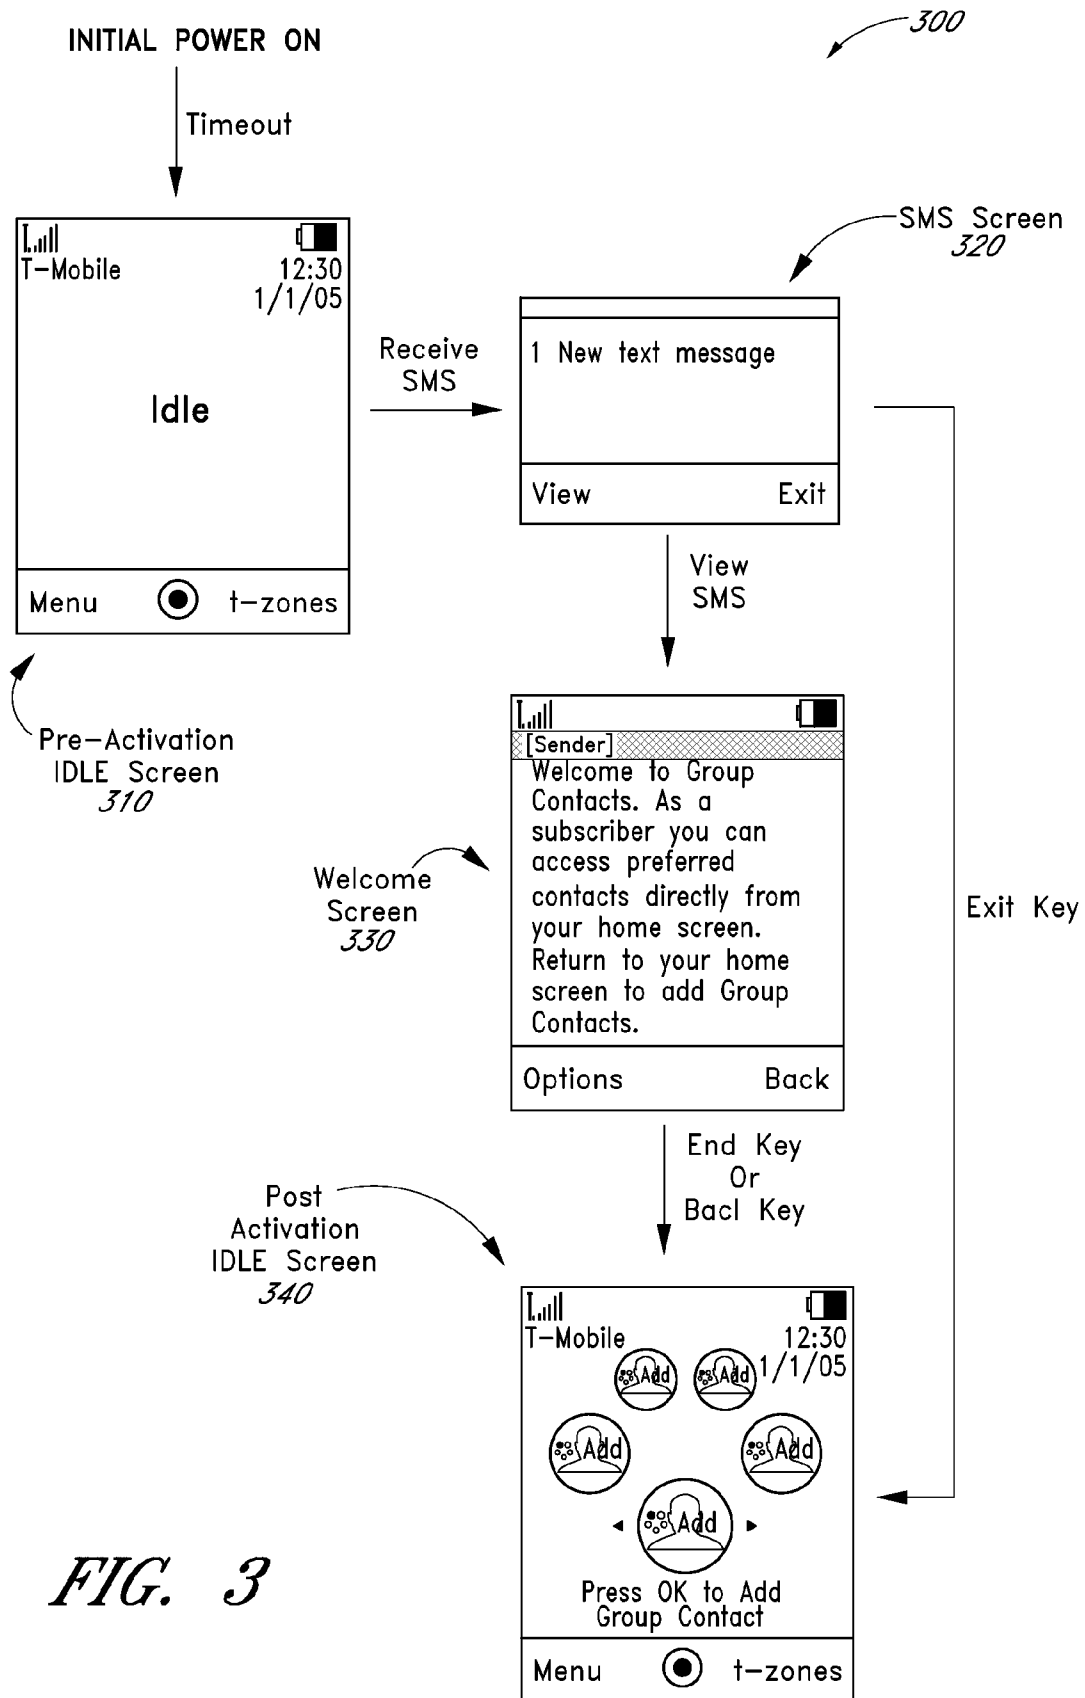 300
INITIAL POWER ON
Timeout
T-Mobile
12:30
1/1/05
Idle
Menu
t-zones
Pre-Activation
IDLE Screen
310
Receive
SMS
SMS Screen
320
1 New text message
View
Exit
View
SMS
Exit Key
[Sender]
Welcome to Group
Contacts. As a
subscriber you can
access preferred
contacts directly from
your home screen.
Return to your home
screen to add Group
Contacts.
Options
Back
Welcome
Screen
330
End Key
Or
Bacl Key
Post
Activation
IDLE Screen
340
T-Mobile
12:30
1/1/05
Add
Add
Add
Add
Add
Press OK to Add
Group Contact
Menu
t-zones
FIG. 3